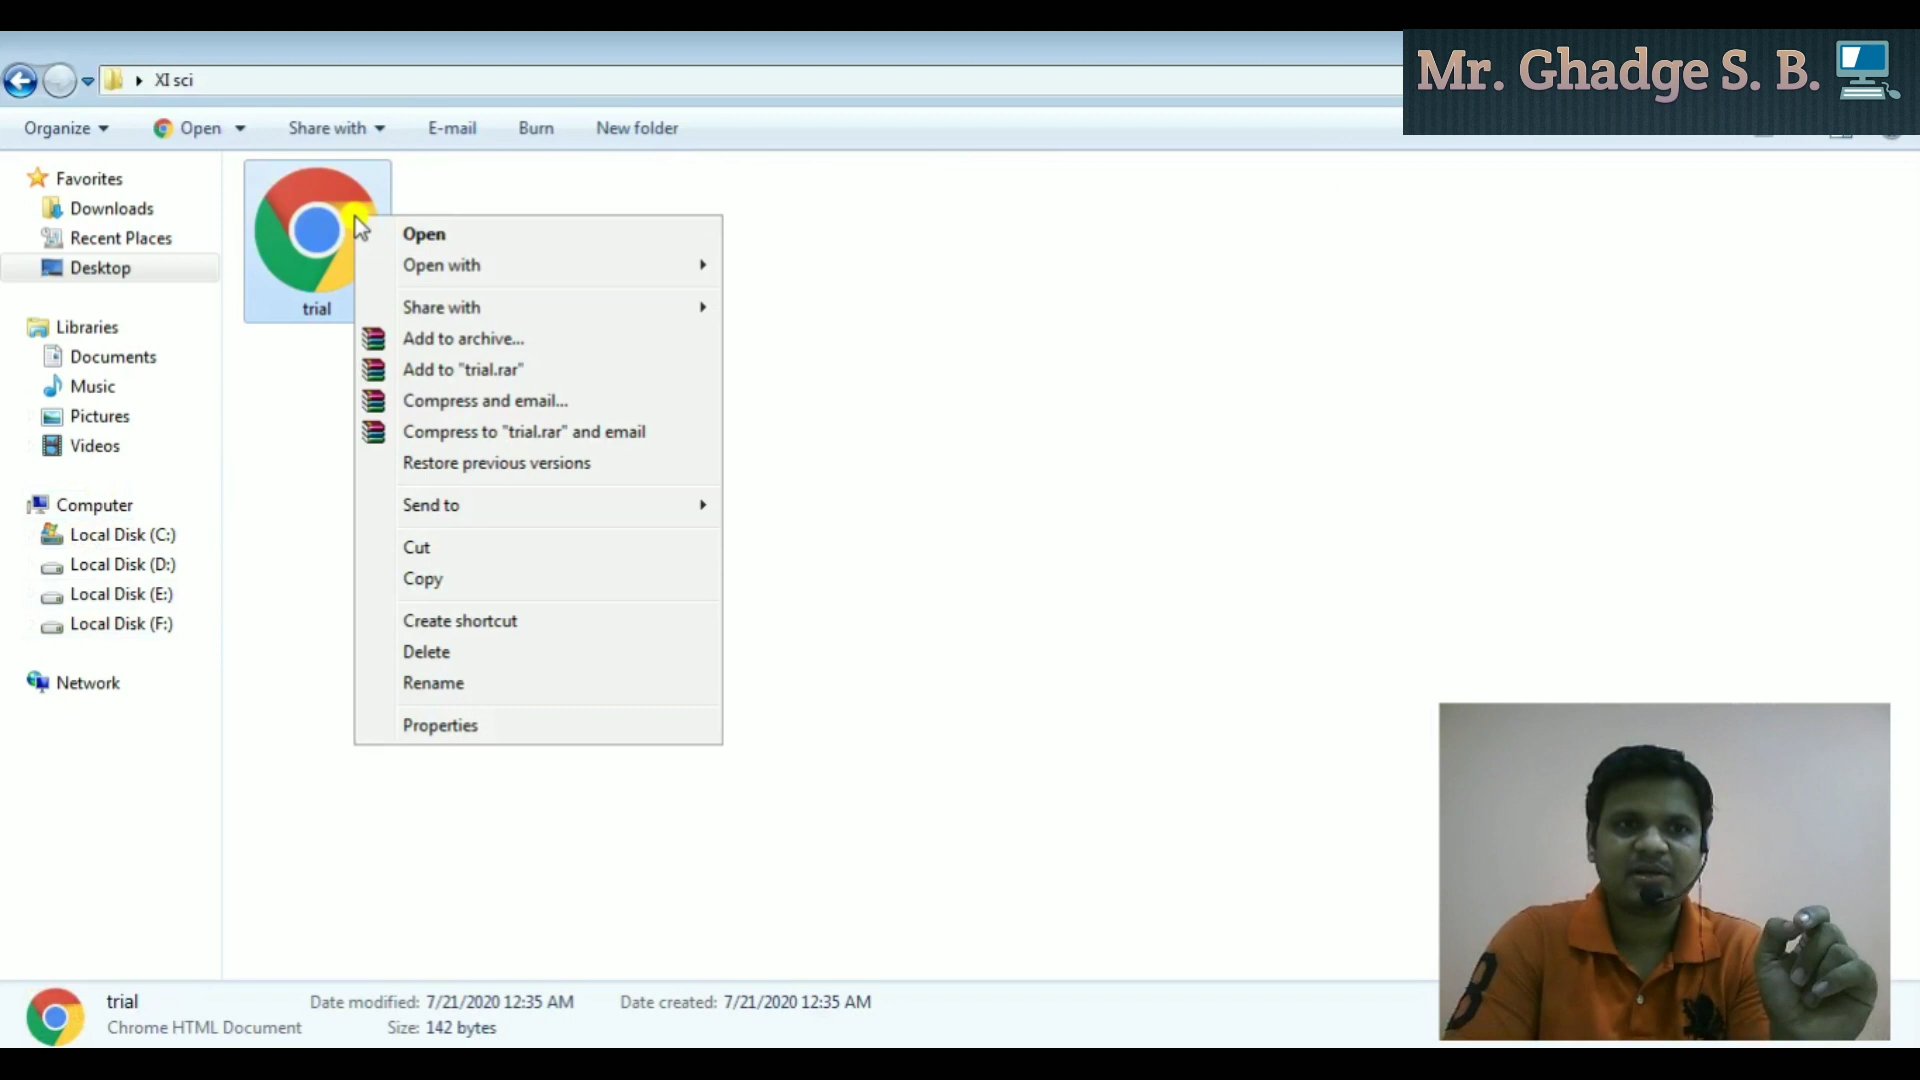 Mr. Ghadge S. B.
XI sci
Organize Open Share with E-mail Burn New folder
Favorites
Downloads
Recent Places
Desktop
Libraries
Documents
Music
Pictures
Videos
Computer
Local Disk (C:)
Local Disk (D:)
Local Disk (E:)
Local Disk (F:)
Network
trial
Open
Open with
Share with
Add to archive...
Add to "trial.rar"
Compress and email...
Compress to "trial.rar" and email
Restore previous versions
Send to
Cut
Copy
Create shortcut
Delete
Rename
Properties
trial Date modified: 7/21/2020 12:35 AM Date created: 7/21/2020 12:35 AM
Chrome HTML Document Size: 142 bytes
8